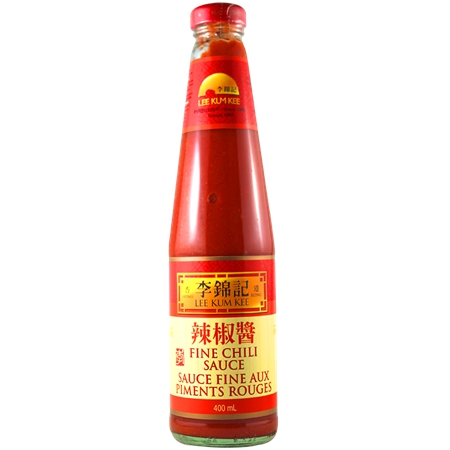 李錦記
LEE KUM KEE
李錦記
LEE KUM KEE
辣椒醬
FINE CHILI
SAUCE
SAUCE FINE AUX
PIMENTS ROUGES
400 mL